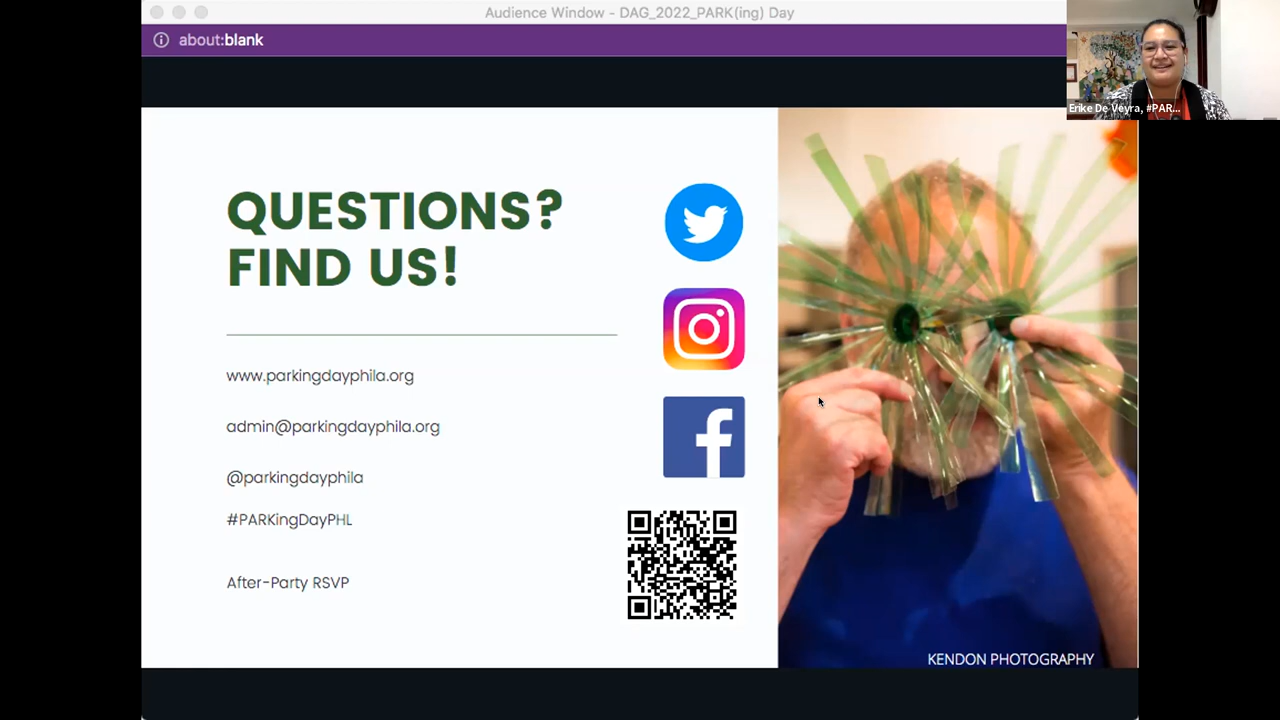 Audience Window - DAG_2022_PARK(ing) Day
about:blank
Erike De Veyra, #PAR...
QUESTIONS?
FIND US!
www.parkingdayphila.org
admin@parkingdayphila.org
@parkingdayphila
#PARKingDayPHL
After-Party RSVP
KENDON PHOTOGRAPHY